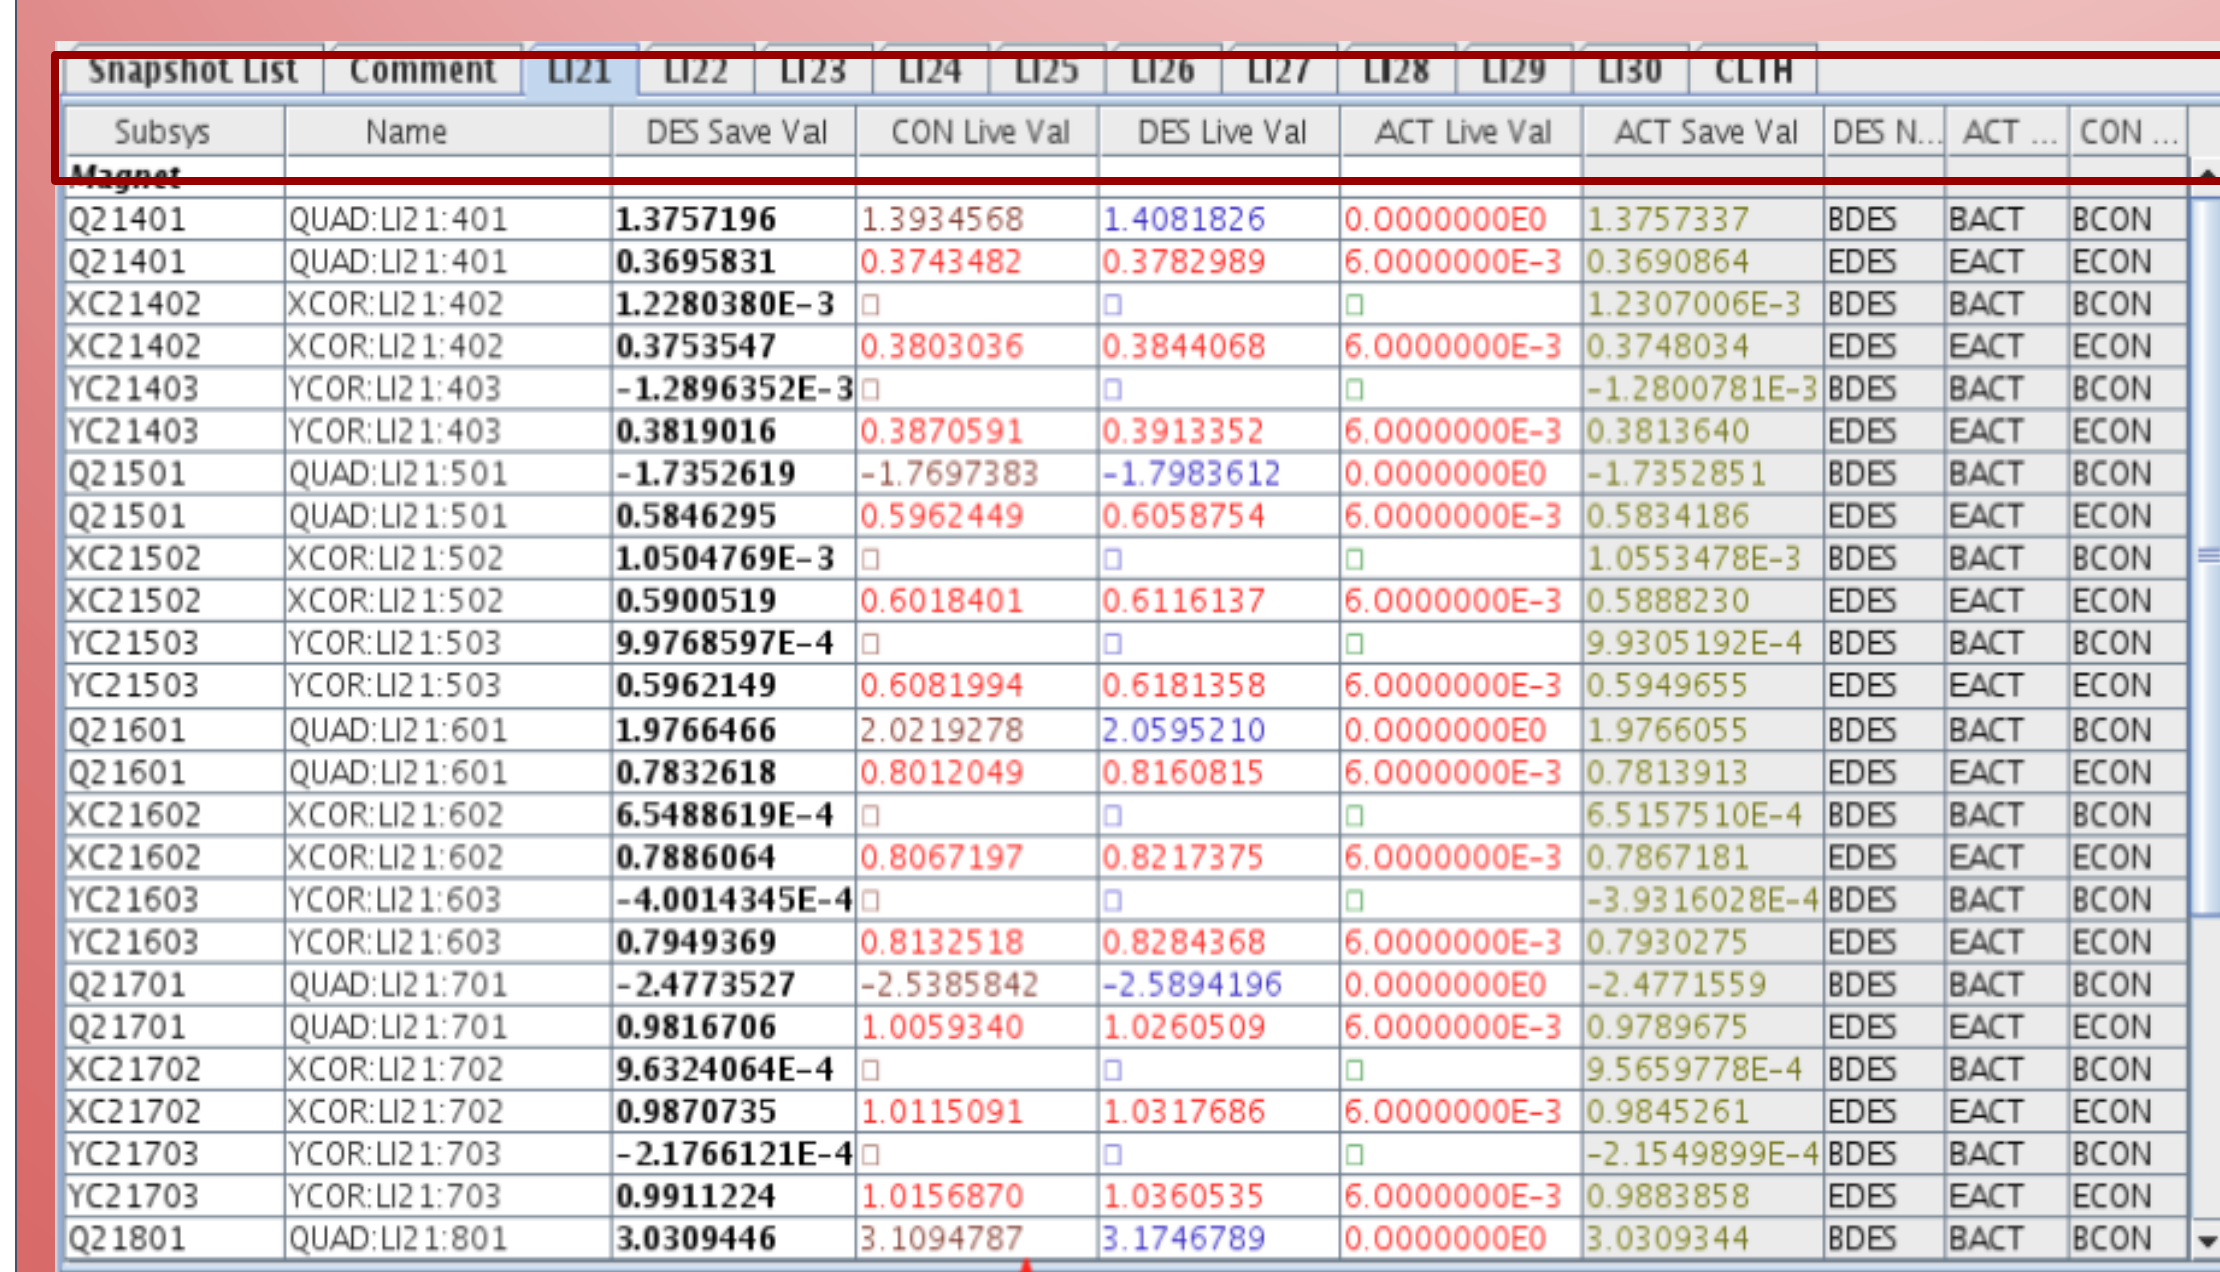 Snapshot List Comment LI21 LI22 LI23 LI24 LI25 LI26 LI27 LI28 LI29 LI30 CLTH
Subsys Name DES Save Val CON Live Val DES Live Val ACT Live Val ACT Save Val DES N... ACT ... CON ...
Magnet
Q21401 QUAD:LI21:401 1.3757196 1.3934568 1.4081826 0.0000000E0 1.3757337 BDES BACT BCON
Q21401 QUAD:LI21:401 0.3695831 0.3743482 0.3782989 6.0000000E-3 0.3690864 EDES EACT ECON
XC21402 XCOR:LI21:402 1.2280380E-3 1.2307006E-3 BDES BACT BCON
XC21402 XCOR:LI21:402 0.3753547 0.3803036 0.3844068 6.0000000E-3 0.3748034 EDES EACT ECON
YC21403 YCOR:LI21:403 -1.2896352E-3 -1.2800781E-3 BDES BACT BCON
YC21403 YCOR:LI21:403 0.3819016 0.3870591 0.3913352 6.0000000E-3 0.3813640 EDES EACT ECON
Q21501 QUAD:LI21:501 -1.7352619 -1.7697383 -1.7983612 0.0000000E0 -1.7352851 BDES BACT BCON
Q21501 QUAD:LI21:501 0.5846295 0.5962449 0.6058754 6.0000000E-3 0.5834186 EDES EACT ECON
XC21502 XCOR:LI21:502 1.0504769E-3 1.0553478E-3 BDES BACT BCON
XC21502 XCOR:LI21:502 0.5900519 0.6018401 0.6116137 6.0000000E-3 0.5888230 EDES EACT ECON
YC21503 YCOR:LI21:503 9.9768597E-4 9.9305192E-4 BDES BACT BCON
YC21503 YCOR:LI21:503 0.5962149 0.6081994 0.6181358 6.0000000E-3 0.5949655 EDES EACT ECON
Q21601 QUAD:LI21:601 1.9766466 2.0219278 2.0595210 0.0000000E0 1.9766055 BDES BACT BCON
Q21601 QUAD:LI21:601 0.7832618 0.8012049 0.8160815 6.0000000E-3 0.7813913 EDES EACT ECON
XC21602 XCOR:LI21:602 6.5488619E-4 6.5157510E-4 BDES BACT BCON
XC21602 XCOR:LI21:602 0.7886064 0.8067197 0.8217375 6.0000000E-3 0.7867181 EDES EACT ECON
YC21603 YCOR:LI21:603 -4.0014345E-4 -3.9316028E-4 BDES BACT BCON
YC21603 YCOR:LI21:603 0.7949369 0.8132518 0.8284368 6.0000000E-3 0.7930275 EDES EACT ECON
Q21701 QUAD:LI21:701 -2.4773527 -2.5385842 -2.5894196 0.0000000E0 -2.4771559 BDES BACT BCON
Q21701 QUAD:LI21:701 0.9816706 1.0059340 1.0260509 6.0000000E-3 0.9789675 EDES EACT ECON
XC21702 XCOR:LI21:702 9.6324064E-4 9.5659778E-4 BDES BACT BCON
XC21702 XCOR:LI21:702 0.9870735 1.0115091 1.0317686 6.0000000E-3 0.9845261 EDES EACT ECON
YC21703 YCOR:LI21:703 -2.1766121E-4 -2.1549899E-4 BDES BACT BCON
YC21703 YCOR:LI21:703 0.9911224 1.0156870 1.0360535 6.0000000E-3 0.9883858 EDES EACT ECON
Q21801 QUAD:LI21:801 3.0309446 3.1094787 3.1746789 0.0000000E0 3.0309344 BDES BACT BCON